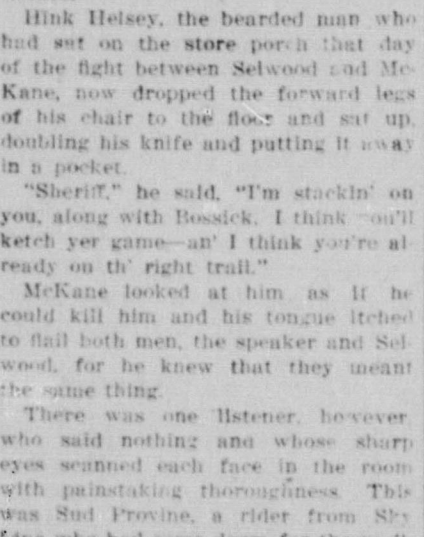 Hink Helsey, the bearded man who
had sat on the store porch that day
of the fight between Selwood and Mc-
Kane, now dropped the forward legs
of his chair to the floor and sat up,
doubling his knife and putting it away
in a pocket.
"Sheriff," he said, "I'm stackin' on
you, along with Bossick. I think you'll
ketch yer game—an' I think you're al-
ready on th' right trail."
McKane looked at him as if he
could kill him and his tongue itched
to flail both men, the speaker and Sel-
wood, for he knew that they meant
the same thing.
There was one listener, however,
who said nothing and whose sharp
eyes scanned each face in the room
with painstaking thoroughness. This
was Sud Provine, a rider from Sky